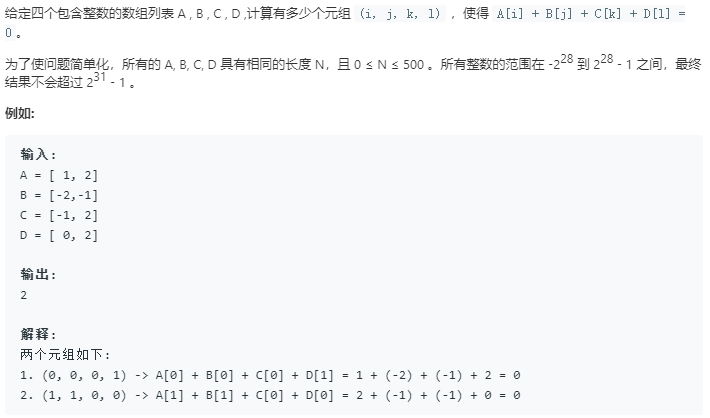 给定四个包含整数的数组列表 A , B , C , D ,计算有多少个元组 (i, j, k, l) ，使得 A[i] + B[j] + C[k] + D[l] =
0。
为了使问题简单化，所有的 A, B, C, D 具有相同的长度 N，且 0 ≤ N ≤ 500 。所有整数的范围在 -2^28 到 2^28 - 1 之间，最终
结果不会超过 2^31 - 1 。
例如:
输入:
A = [ 1, 2]
B = [-2,-1]
C = [-1, 2]
D = [ 0, 2]
输出:
2
解释:
两个元组如下:
1. (0, 0, 0, 1) -> A[0] + B[0] + C[0] + D[1] = 1 + (-2) + (-1) + 2 = 0
2. (1, 1, 0, 0) -> A[1] + B[1] + C[0] + D[0] = 2 + (-1) + (-1) + 0 = 0